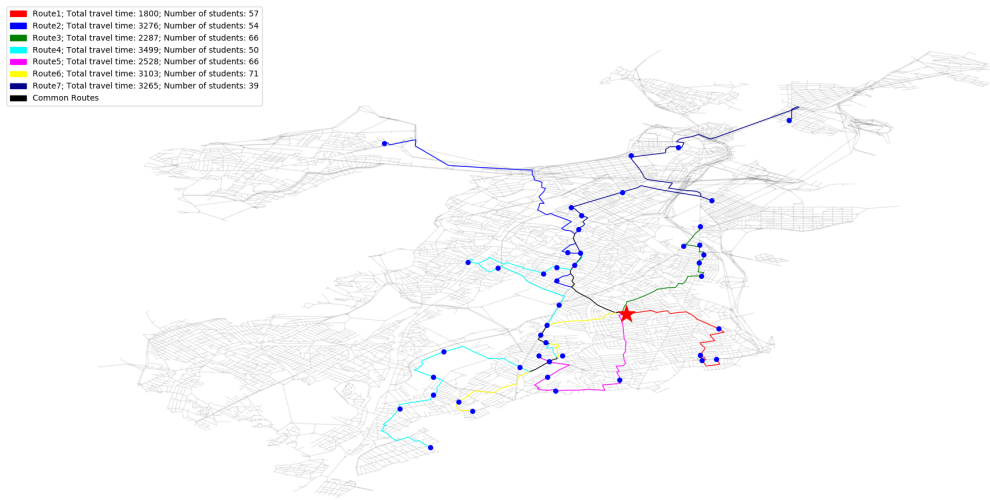 Route1; Total travel time: 1800; Number of students: 57
Route2; Total travel time: 3276; Number of students: 54
Route3; Total travel time: 2287; Number of students: 66
Route4; Total travel time: 3499; Number of students: 50
Route5; Total travel time: 2528; Number of students: 66
Route6; Total travel time: 3103; Number of students: 71
Route7; Total travel time: 3265; Number of students: 39
Common Routes